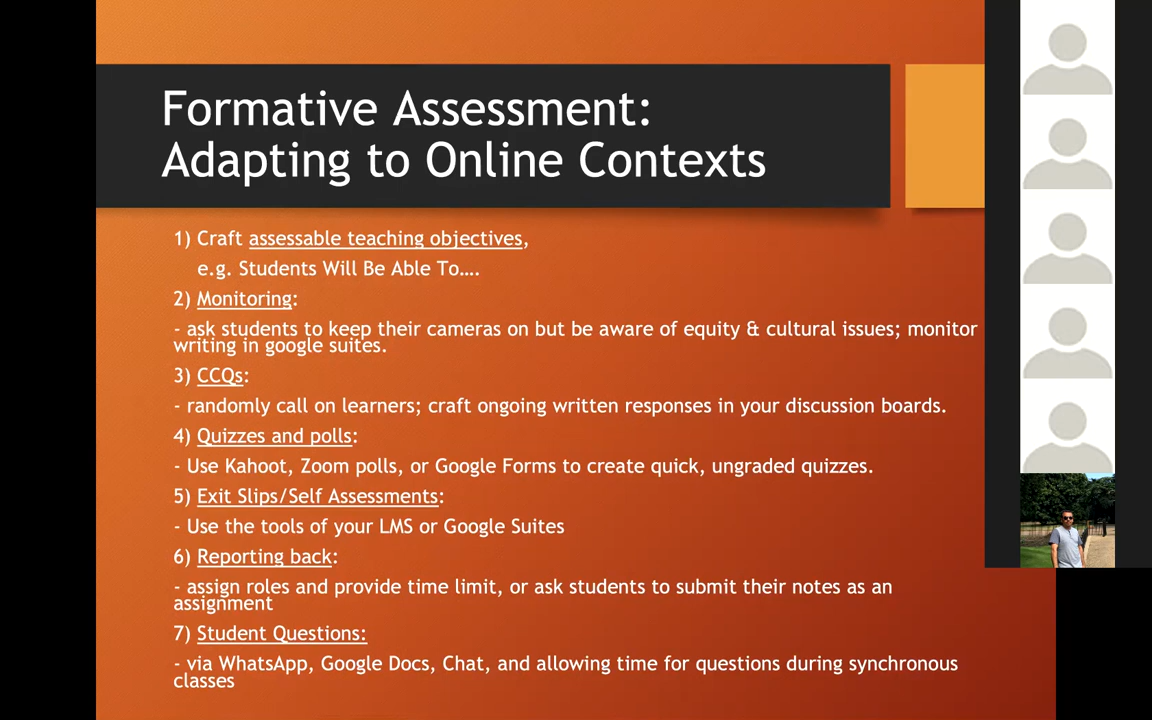 Formative Assessment:
Adapting to Online Contexts
1) Craft assessable teaching objectives,
e.g. Students Will Be Able To....
2) Monitoring:
- ask students to keep their cameras on but be aware of equity & cultural issues; monitor
writing in google suites.
3) CCQs:
- randomly call on learners; craft ongoing written responses in your discussion boards.
4) Quizzes and polls:
- Use Kahoot, Zoom polls, or Google Forms to create quick, ungraded quizzes.
5) Exit Slips/Self Assessments:
- Use the tools of your LMS or Google Suites
6) Reporting back:
- assign roles and provide time limit, or ask students to submit their notes as an
assignment
7) Student Questions:
- via WhatsApp, Google Docs, Chat, and allowing time for questions during synchronous
classes